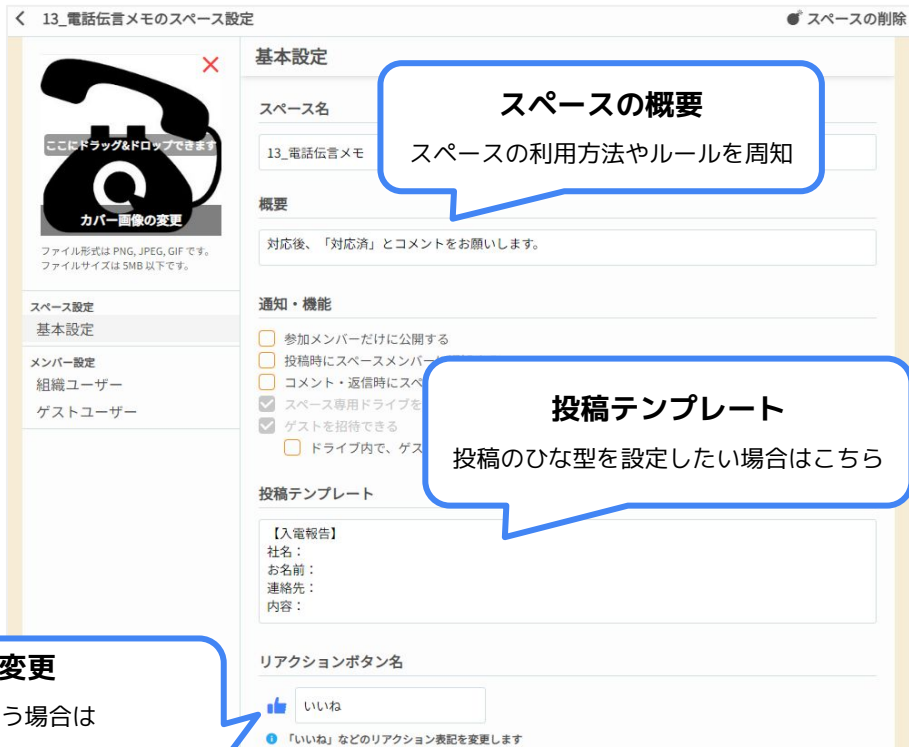 13_電話伝言メモのスペース設定
スペースの削除
ここにドラッグ&ドロップできます
カバー画像の変更
ファイル形式は PNG, JPEG, GIF です。
ファイルサイズは 5MB 以下です。
スペース設定
基本設定
メンバー設定
組織ユーザー
ゲストユーザー
基本設定
スペース名
13_電話伝言メモ
スペースの概要
スペースの利用方法やルールを周知
概要
対応後、「対応済」とコメントをお願いします。
通知・機能
参加メンバーだけに公開する
投稿時にスペースメンバー
コメント・返信時にスペ
スペース専用ドライブを
ゲストを招待できる
ドライブ内で、ゲス
投稿テンプレート
投稿のひな型を設定したい場合はこちら
投稿テンプレート
【入電報告】
社名：
お名前：
連絡先：
内容：
リアクションボタン名
いいね
「いいね」などのリアクション表記を変更します
変更
う場合は